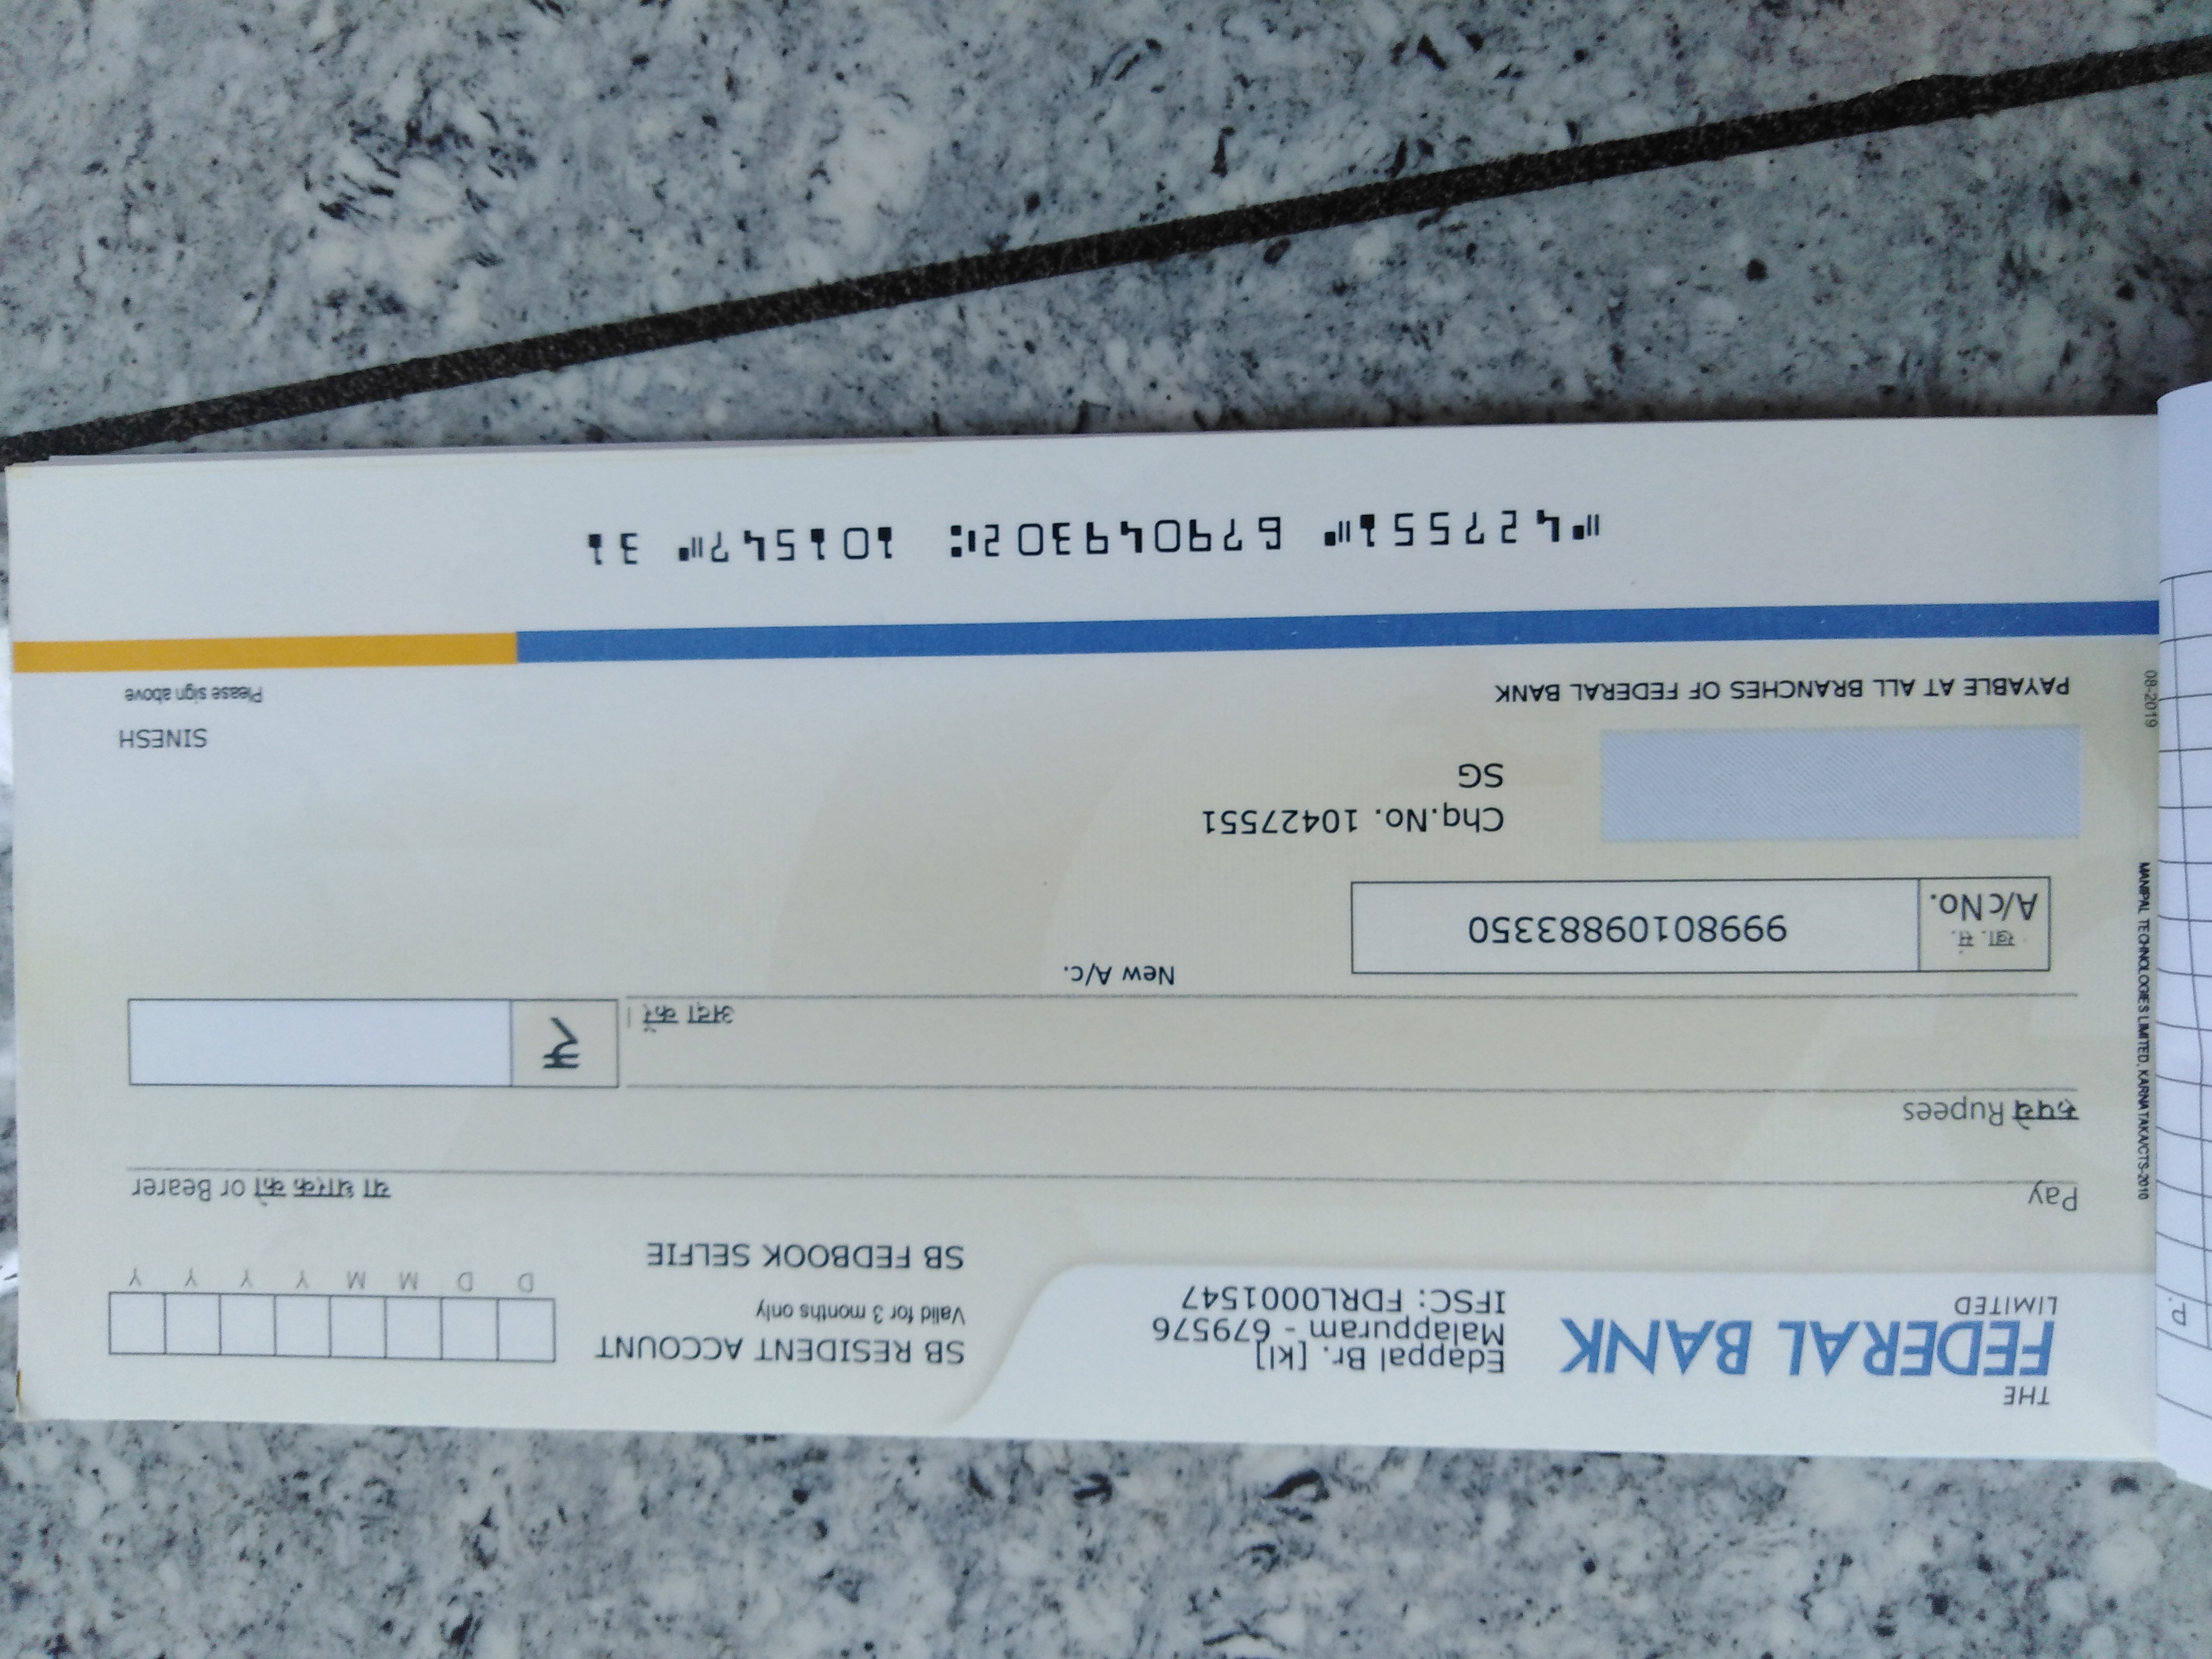 THE
FEDERAL BANK
LIMITED
Edappal Br. [kl]
Malappuram - 679576
IFSC: FDRL0001547
SB RESIDENT ACCOUNT
Valid for 3 months only
SB FEDBOOK SELFIE
D D M M Y Y Y Y
Pay
या धारक को or Bearer
रुपये Rupees
अदा करें |
₹
खा. सं.
A/cNo.
99980109883350
New A/c.
Chq.No. 10427551
SG
SINESH
Please sign above
PAYABLE AT ALL BRANCHES OF FEDERAL BANK
⑈427551⑈ 679049302⑆ 101547⑈ 31
MANIPAL TECHNOLOGIES LIMITED, KARNATAKA/CTS-2010
08-2019
P.